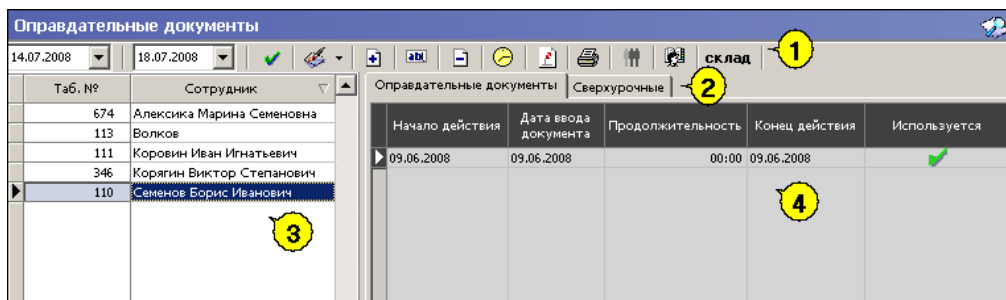 Оправдательные документы
14.07.2008 18.07.2008 ab| склад 1
Таб. № Сотрудник
Оправдательные документы Сверхурочные 2
Начало действия Дата ввода документа Продолжительность Конец действия Используется
674 Алексика Марина Семеновна
113 Волков
111 Коровин Иван Игнатьевич
346 Корягин Виктор Степанович
110 Семенов Борис Иванович
09.06.2008 09.06.2008 00:00 09.06.2008
3
4